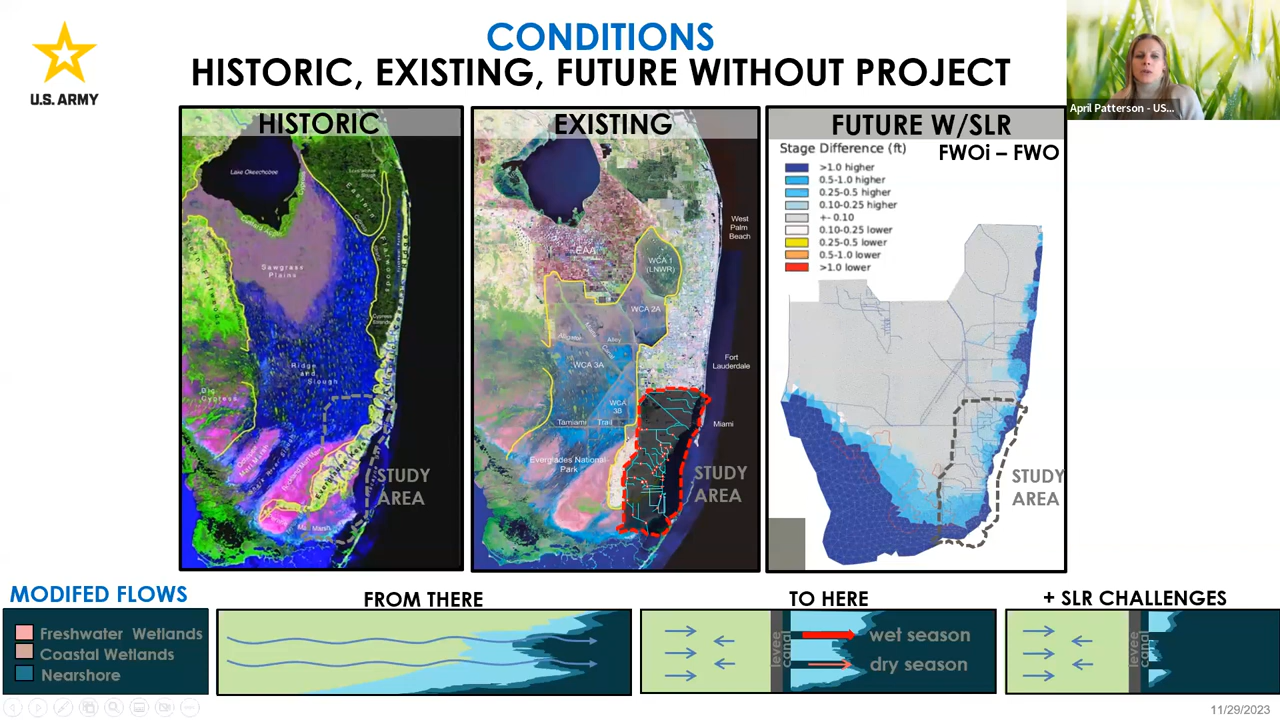 CONDITIONS
HISTORIC, EXISTING, FUTURE WITHOUT PROJECT
U.S. ARMY
April Patterson - US...
HISTORIC
Lake Okeechobee
Sawgrass
Plains
Ridge
and
Slough
Big
Cypress
STUDY
AREA
EXISTING
West
Palm
Beach
EAA
WCA 1
(LNWR)
WCA 2A
Alligator Alley
WCA 3A
Fort
Lauderdale
WCA
3B
Tamiami Trail
Miami
Everglades National
Park
STUDY
AREA
FUTURE W/SLR
Stage Difference (ft)
FWOi – FWO
>1.0 higher
0.5-1.0 higher
0.25-0.5 higher
0.10-0.25 higher
+- 0.10
0.10-0.25 lower
0.25-0.5 lower
0.5-1.0 lower
>1.0 lower
STUDY
AREA
MODIFED FLOWS
Freshwater Wetlands
Coastal Wetlands
Nearshore
FROM THERE
TO HERE
levee
canal
wet season
dry season
+ SLR CHALLENGES
levee
canal
11/29/2023